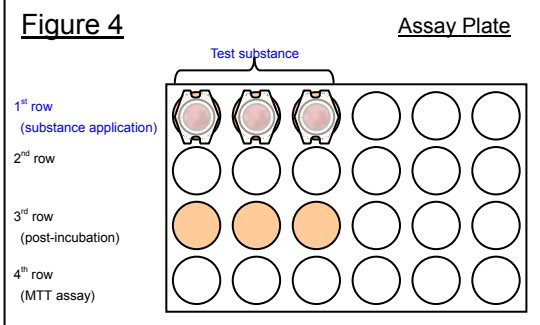 Figure 4
Assay Plate
Test substance
1st row
(substance application)
2nd row
3rd row
(post-incubation)
4th row
(MTT assay)